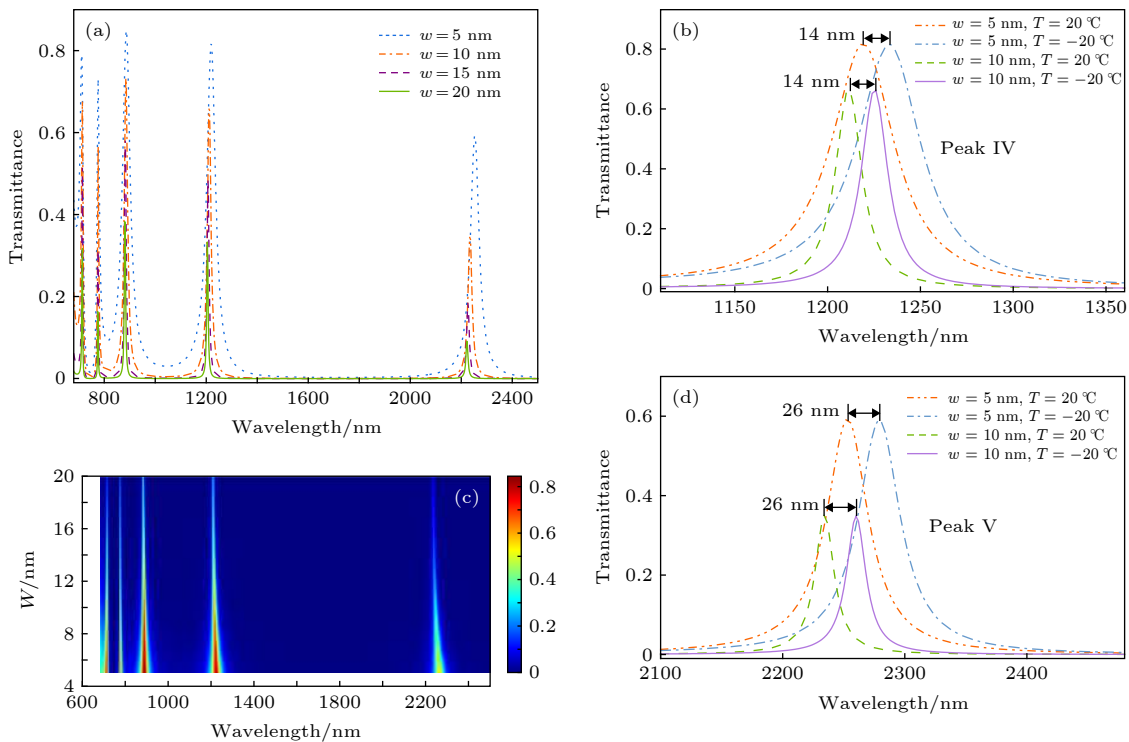 (a)
w = 5 nm
w = 10 nm
w = 15 nm
w = 20 nm
0.8
0.6
0.4
0.2
0
Transmittance
800 1200 1600 2000 2400
Wavelength/nm
(b)
w = 5 nm, T = 20 ℃
w = 5 nm, T = −20 ℃
w = 10 nm, T = 20 ℃
w = 10 nm, T = −20 ℃
14 nm
14 nm
Peak IV
0.8
0.6
0.4
0.2
0
Transmittance
1150 1200 1250 1300 1350
Wavelength/nm
(c)
20
16
12
8
4
W/nm
600 1000 1400 1800 2200
Wavelength/nm
0.8
0.6
0.4
0.2
0
(d)
w = 5 nm, T = 20 ℃
w = 5 nm, T = −20 ℃
w = 10 nm, T = 20 ℃
w = 10 nm, T = −20 ℃
26 nm
26 nm
Peak V
0.6
0.4
0.2
0
Transmittance
2100 2200 2300 2400
Wavelength/nm